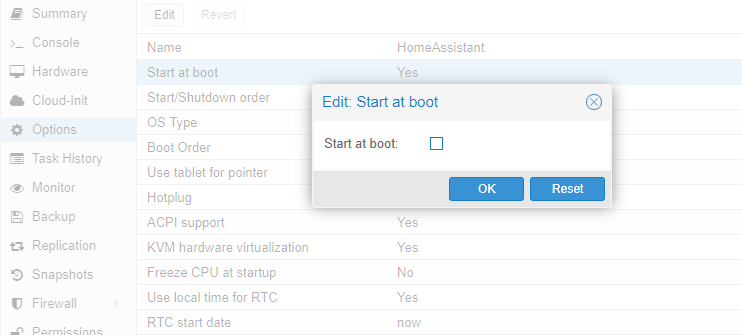 Summary
Console
Hardware
Cloud-Init
Options
Task History
Monitor
Backup
Replication
Snapshots
Firewall
Permissions
Edit Revert
Name HomeAssistant
Start at boot Yes
Start/Shutdown order
OS Type
Boot Order
Use tablet for pointer
Hotplug
ACPI support Yes
KVM hardware virtualization Yes
Freeze CPU at startup No
Use local time for RTC Yes
RTC start date now
Edit: Start at boot
Start at boot:
OK Reset